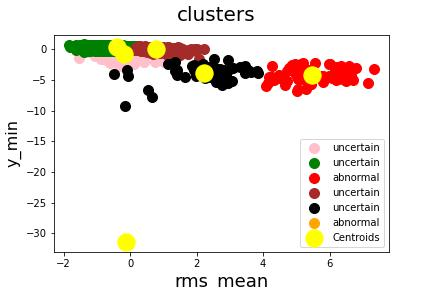 clusters
0
−5
−10
−15
−20
−25
−30
y_min
uncertain
uncertain
abnormal
uncertain
uncertain
abnormal
Centroids
−2
0
2
4
6
rms_mean